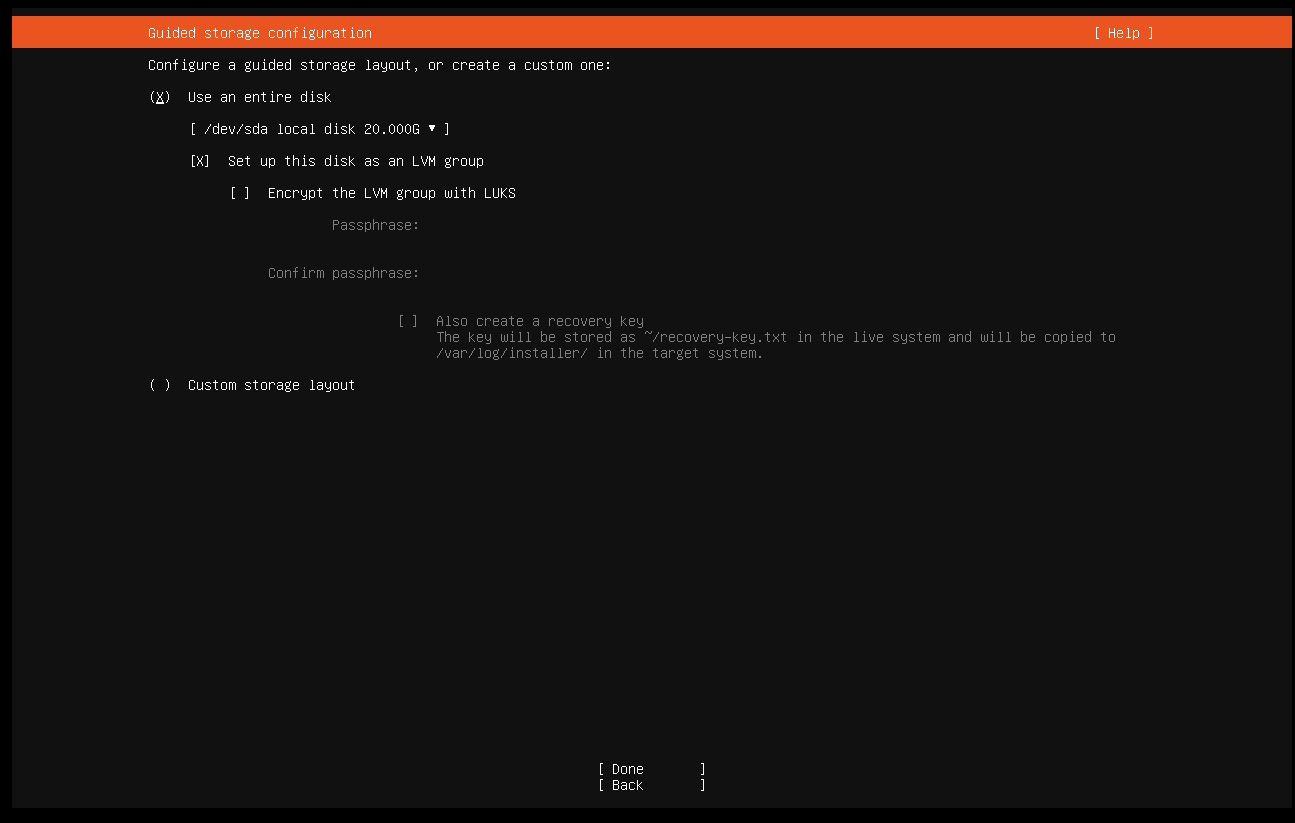 Guided storage configuration [ Help ]
Configure a guided storage layout, or create a custom one:
(X) Use an entire disk
[ /dev/sda local disk 20.000G ▾ ]
[X] Set up this disk as an LVM group
[ ] Encrypt the LVM group with LUKS
Passphrase:
Confirm passphrase:
[ ] Also create a recovery key
The key will be stored as ~/recovery-key.txt in the live system and will be copied to
/var/log/installer/ in the target system.
( ) Custom storage layout
[ Done ]
[ Back ]